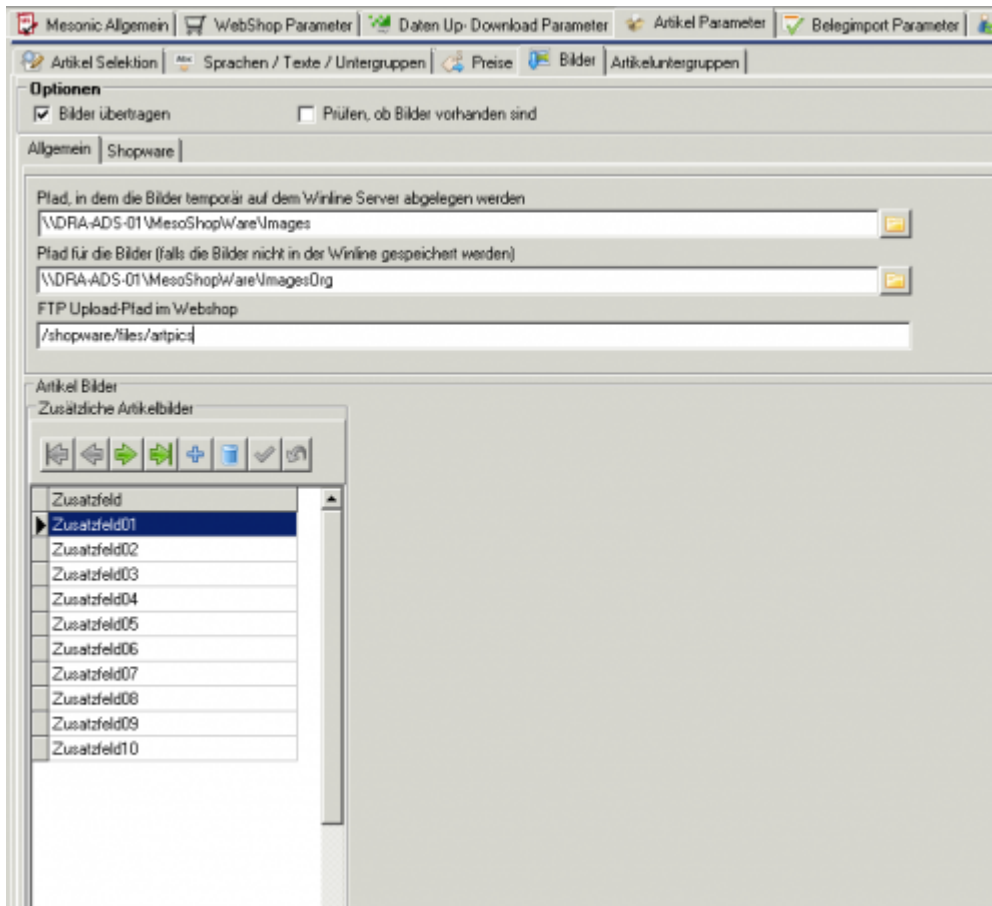 Mesonic Allgemein WebShop Parameter Daten Up- Download Parameter Artikel Parameter Belegimport Parameter
Artikel Selektion Abc Sprachen / Texte / Untergruppen Preise Bilder Artikeluntergruppen
Optionen
Bilder übertragen Prüfen, ob Bilder vorhanden sind
Allgemein Shopware
Pfad, in dem die Bilder temporär auf dem Winline Server abgelegen werden
\\DRA-ADS-01\MesoShopWare\Images
Pfad für die Bilder (falls die Bilder nicht in der Winline gespeichert werden)
\\DRA-ADS-01\MesoShopWare\ImagesOrg
FTP Upload-Pfad im Webshop
/shopware/files/artpics
Artikel Bilder
Zusätzliche Artikelbilder
Zusatzfeld
Zusatzfeld01
Zusatzfeld02
Zusatzfeld03
Zusatzfeld04
Zusatzfeld05
Zusatzfeld06
Zusatzfeld07
Zusatzfeld08
Zusatzfeld09
Zusatzfeld10